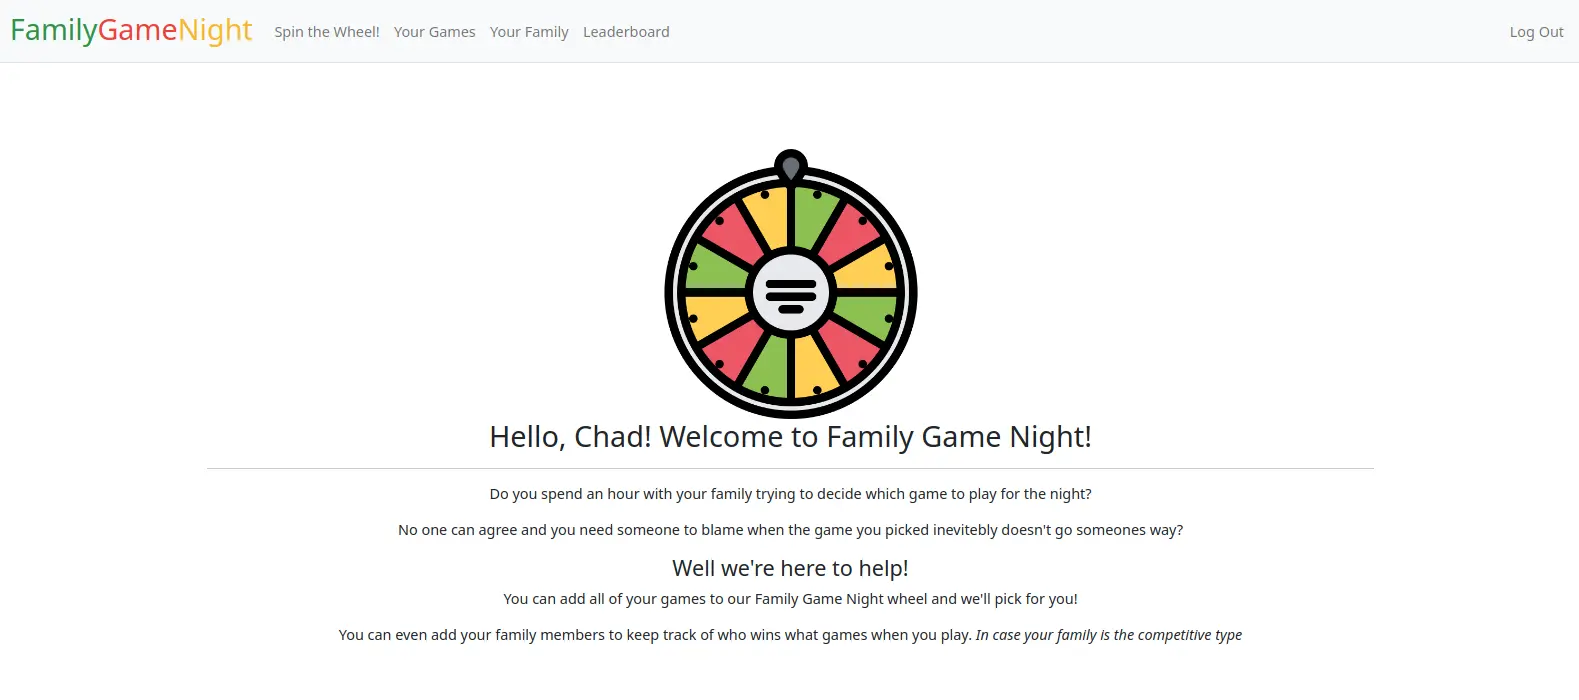 FamilyGameNight Spin the Wheel! Your Games Your Family Leaderboard Log Out
Hello, Chad! Welcome to Family Game Night!
Do you spend an hour with your family trying to decide which game to play for the night?
No one can agree and you need someone to blame when the game you picked inevitebly doesn't go someones way?
Well we're here to help!
You can add all of your games to our Family Game Night wheel and we'll pick for you!
You can even add your family members to keep track of who wins what games when you play. In case your family is the competitive type